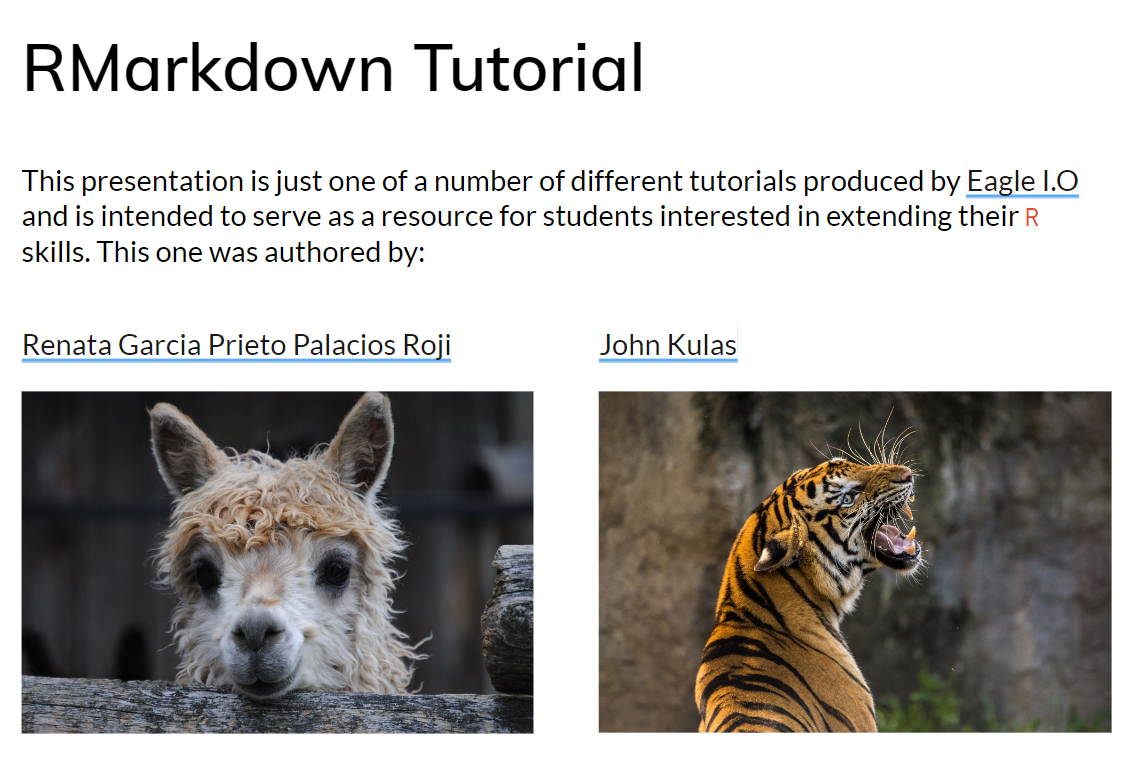 RMarkdown Tutorial
This presentation is just one of a number of different tutorials produced by Eagle I.O
and is intended to serve as a resource for students interested in extending their R
skills. This one was authored by:
Renata Garcia Prieto Palacios Roji
John Kulas